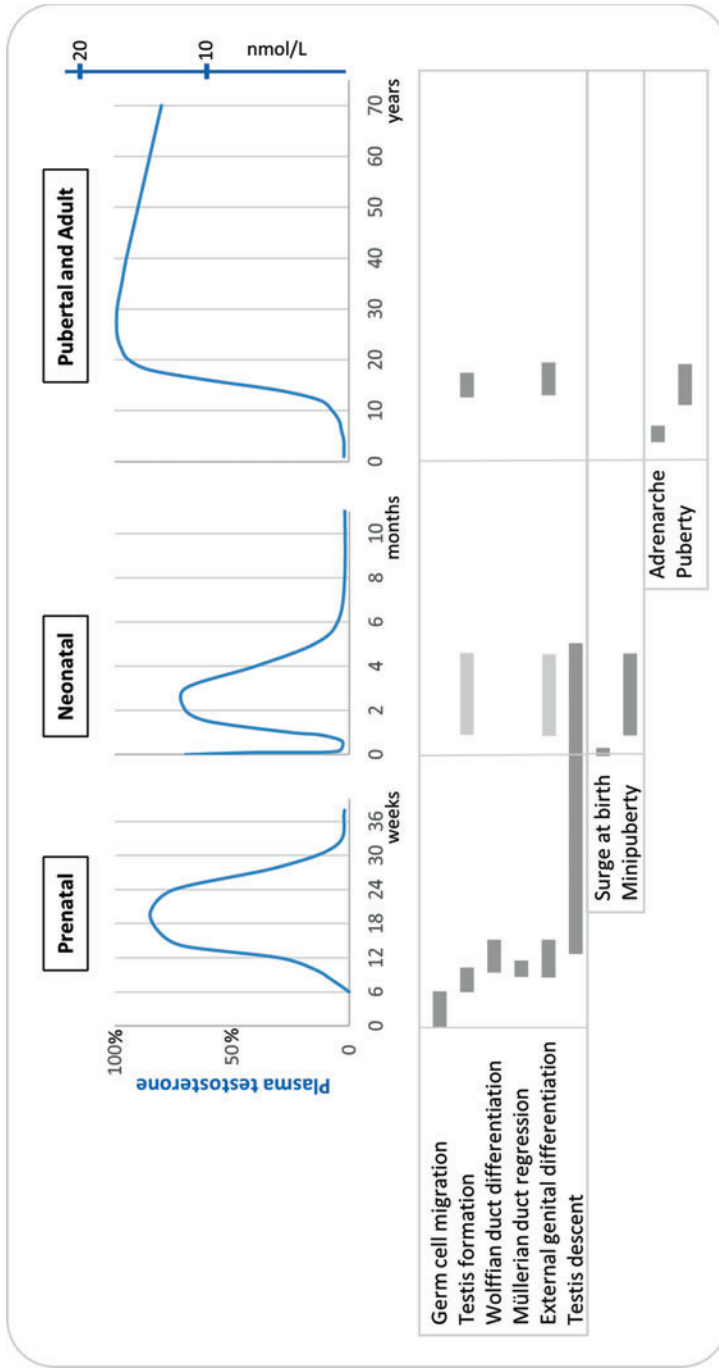 Prenatal
Neonatal
Pubertal and Adult
Plasma testosterone
100%
50%
0
20
10
nmol/L
0 6 12 18 24 30 36
weeks
0 2 4 6 8 10
months
0 10 20 30 40 50 60 70
years
Germ cell migration
Testis formation
Wolffian duct differentiation
Müllerian duct regression
External genital differentiation
Testis descent
Surge at birth
Minipuberty
Adrenarche
Puberty